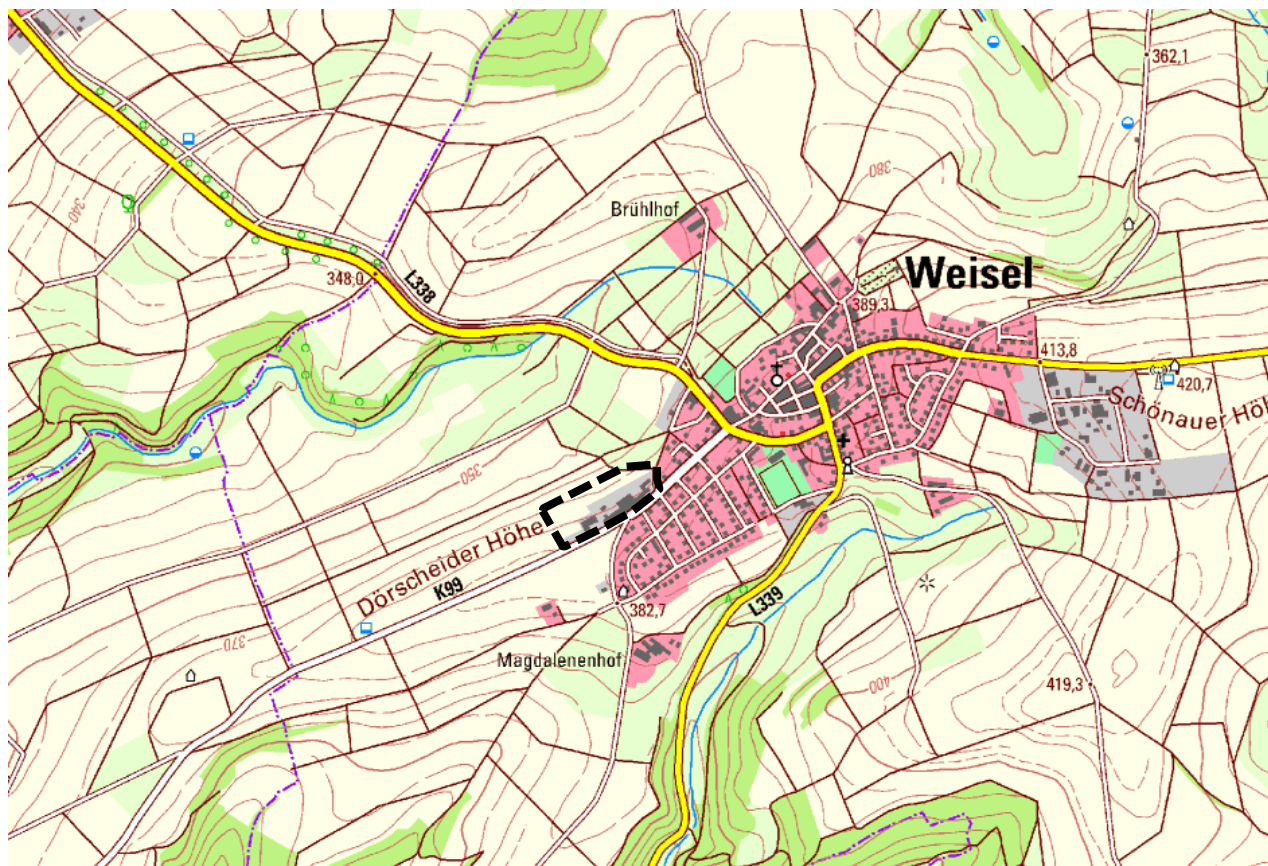 362,1
380
340
Brühlhof
Weisel
348,0
L338
389,3
413,8
420,7
Schönauer Höh
350
Dörscheider Höhe
K99
382,7
L339
370
Magdalenenhof
400
419,3